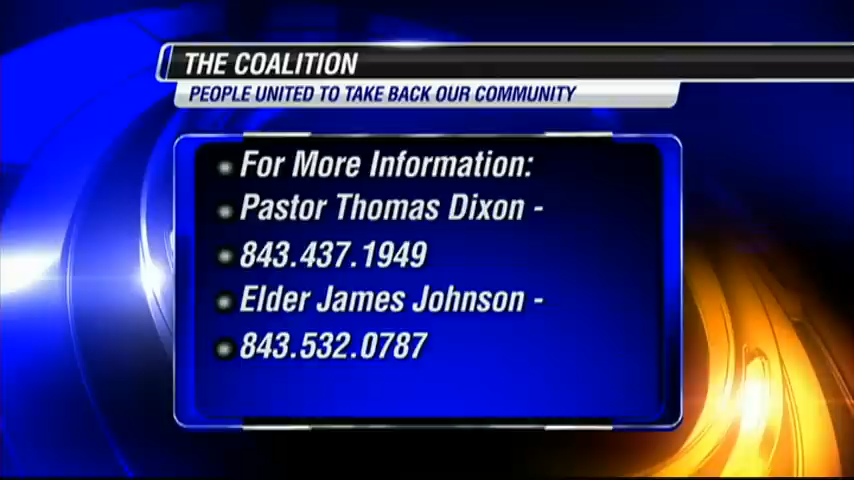 THE COALITION
PEOPLE UNITED TO TAKE BACK OUR COMMUNITY
For More Information:
Pastor Thomas Dixon -
843.437.1949
Elder James Johnson -
843.532.0787